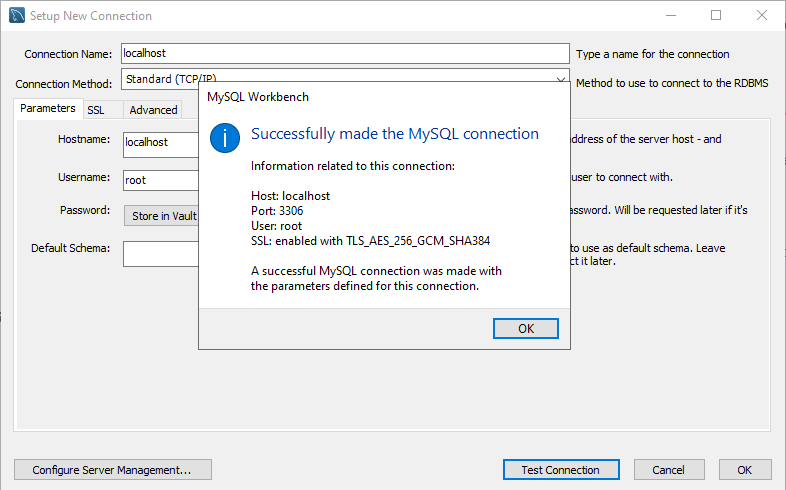 Setup New Connection
Connection Name: localhost Type a name for the connection
Connection Method: Standard (TCP/IP) Method to use to connect to the RDBMS
Parameters SSL Advanced
MySQL Workbench
Successfully made the MySQL connection
Information related to this connection:
Host: localhost
Port: 3306
User: root
SSL: enabled with TLS_AES_256_GCM_SHA384
A successful MySQL connection was made with
the parameters defined for this connection.
OK
Hostname: localhost address of the server host - and
Username: root user to connect with.
Password: Store in Vault Will be requested later if it's
Default Schema: to use as default schema. Leave
it later.
Configure Server Management... Test Connection Cancel OK